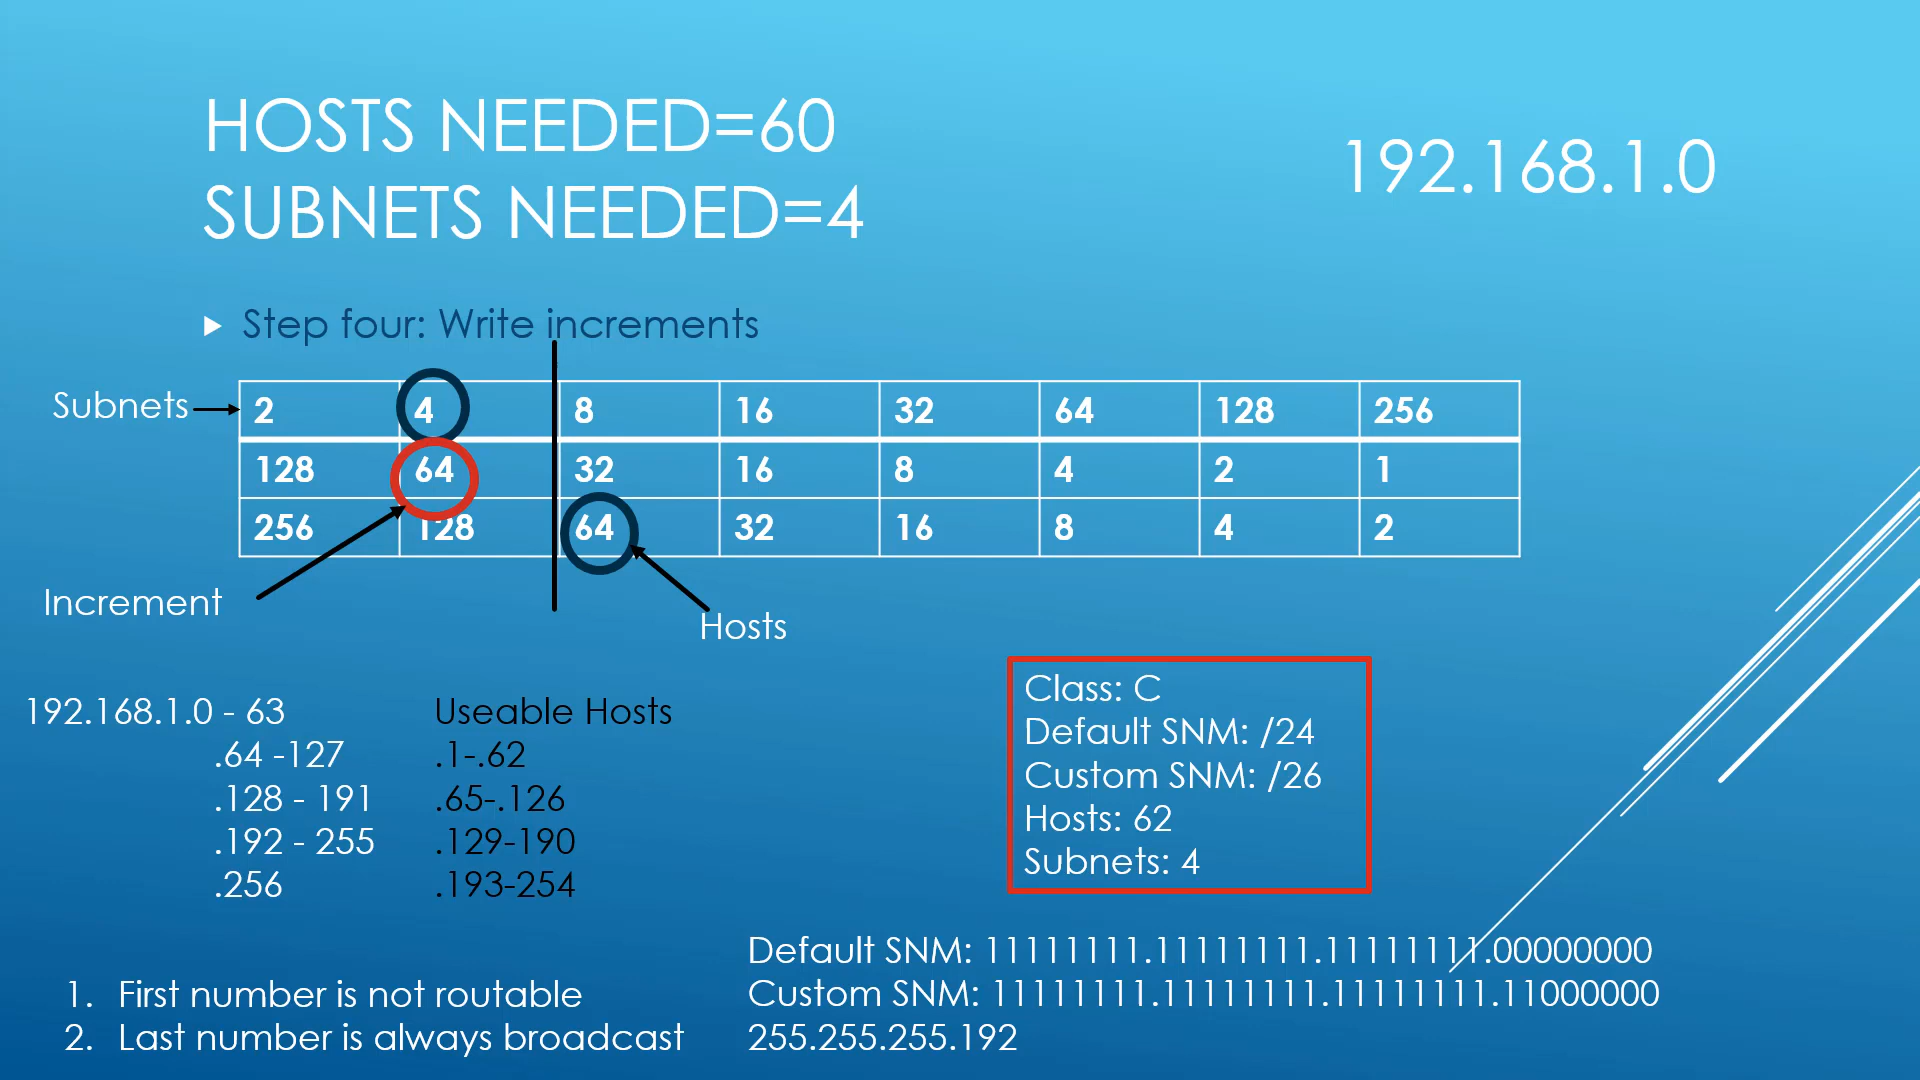 HOSTS NEEDED=60
SUBNETS NEEDED=4
192.168.1.0
Step four: Write increments
Subnets
2 4 8 16 32 64 128 256
128 64 32 16 8 4 2 1
256 128 64 32 16 8 4 2
Increment
Hosts
192.168.1.0 - 63
.64 -127
.128 - 191
.192 - 255
.256
Useable Hosts
.1-.62
.65-.126
.129-190
.193-254
Class: C
Default SNM: /24
Custom SNM: /26
Hosts: 62
Subnets: 4
1. First number is not routable
2. Last number is always broadcast
Default SNM: 11111111.11111111.11111111.00000000
Custom SNM: 11111111.11111111.11111111.11000000
255.255.255.192